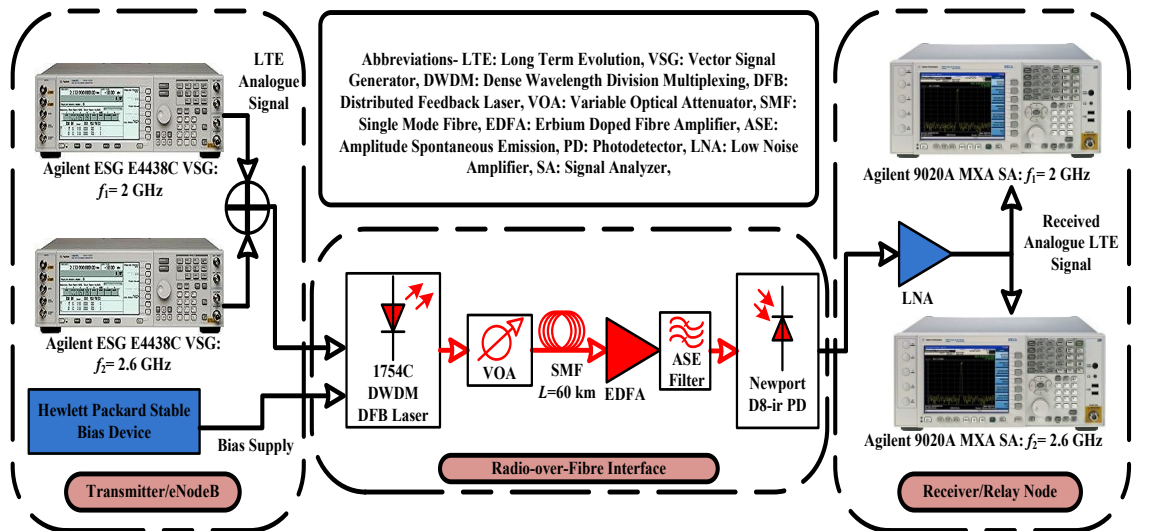 LTE
Analogue
Signal
Agilent ESG E4438C VSG:
f1= 2 GHz
Agilent ESG E4438C VSG:
f2= 2.6 GHz
Hewlett Packard Stable
Bias Device
Bias Supply
Transmitter/eNodeB
Abbreviations- LTE: Long Term Evolution, VSG: Vector Signal
Generator, DWDM: Dense Wavelength Division Multiplexing, DFB:
Distributed Feedback Laser, VOA: Variable Optical Attenuator, SMF:
Single Mode Fibre, EDFA: Erbium Doped Fibre Amplifier, ASE:
Amplitude Spontaneous Emission, PD: Photodetector, LNA: Low Noise
Amplifier, SA: Signal Analyzer,
1754C
DWDM
DFB Laser
VOA
SMF
L=60 km
EDFA
ASE
Filter
Newport
D8-ir PD
Radio-over-Fibre Interface
Agilent 9020A MXA SA: f1= 2 GHz
Received
Analogue LTE
Signal
LNA
Agilent 9020A MXA SA: f2= 2.6 GHz
Receiver/Relay Node